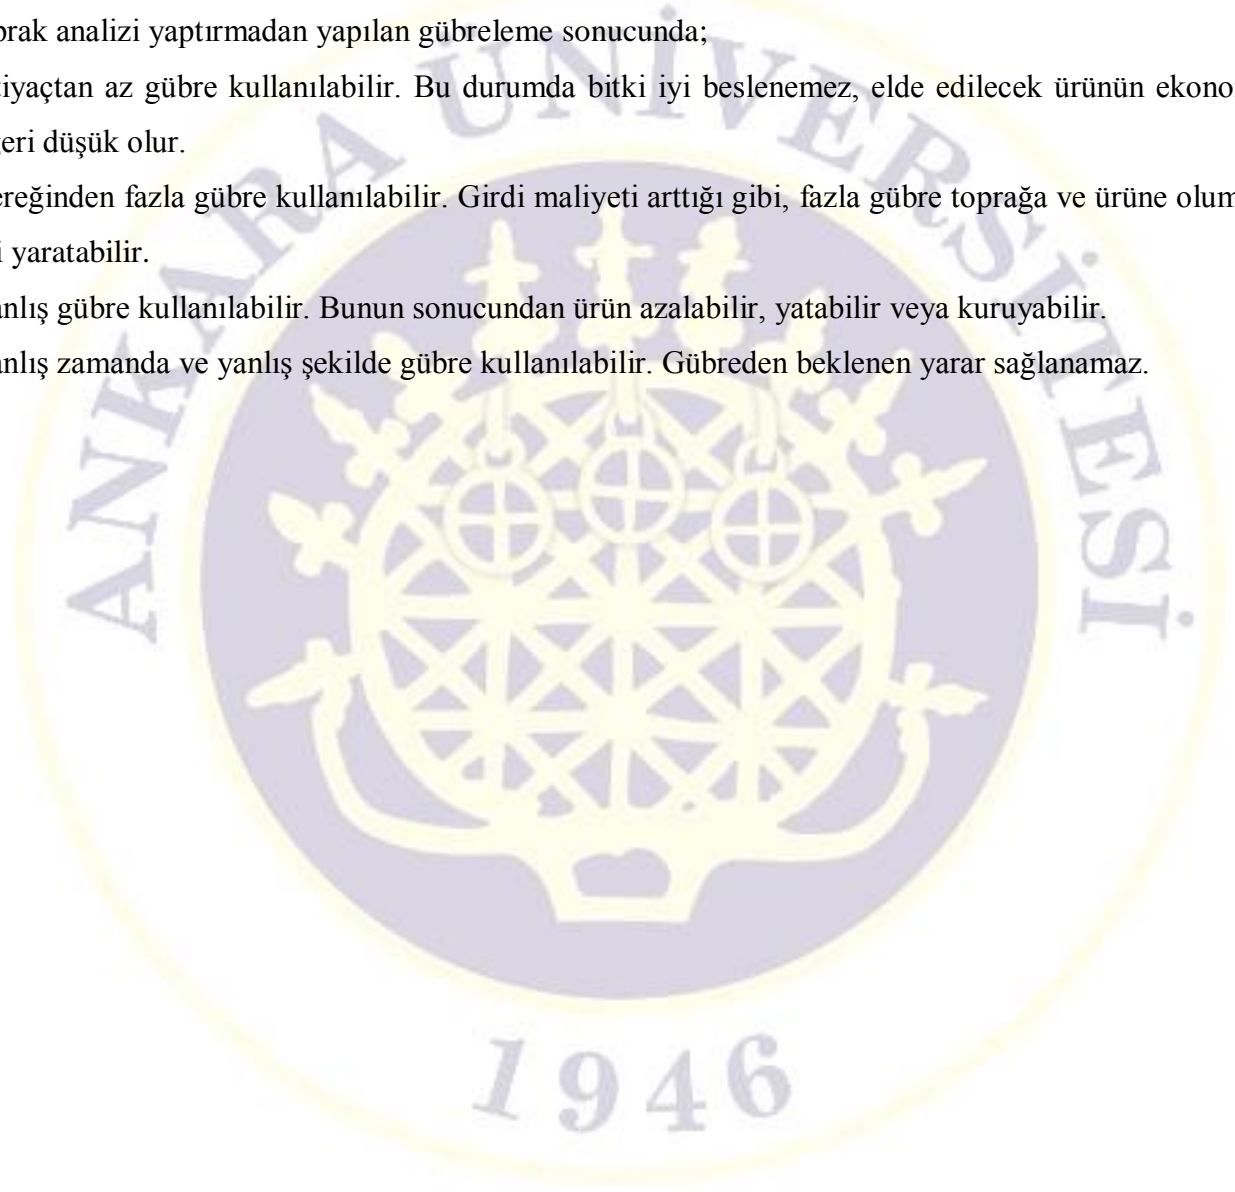 prak analizi yaptırmadan yapılan gübreleme sonucunda;
tiyaçtan az gübre kullanılabilir. Bu durumda bitki iyi beslenemez, elde edilecek ürünün ekono
ğeri düşük olur.
ereğinden fazla gübre kullanılabilir. Girdi maliyeti arttığı gibi, fazla gübre toprağa ve ürüne olum
i yaratabilir.
anlış gübre kullanılabilir. Bunun sonucundan ürün azalabilir, yatabilir veya kuruyabilir.
anlış zamanda ve yanlış şekilde gübre kullanılabilir. Gübreden beklenen yarar sağlanamaz.
ANKARA ÜNİVERSİTESİ
1946